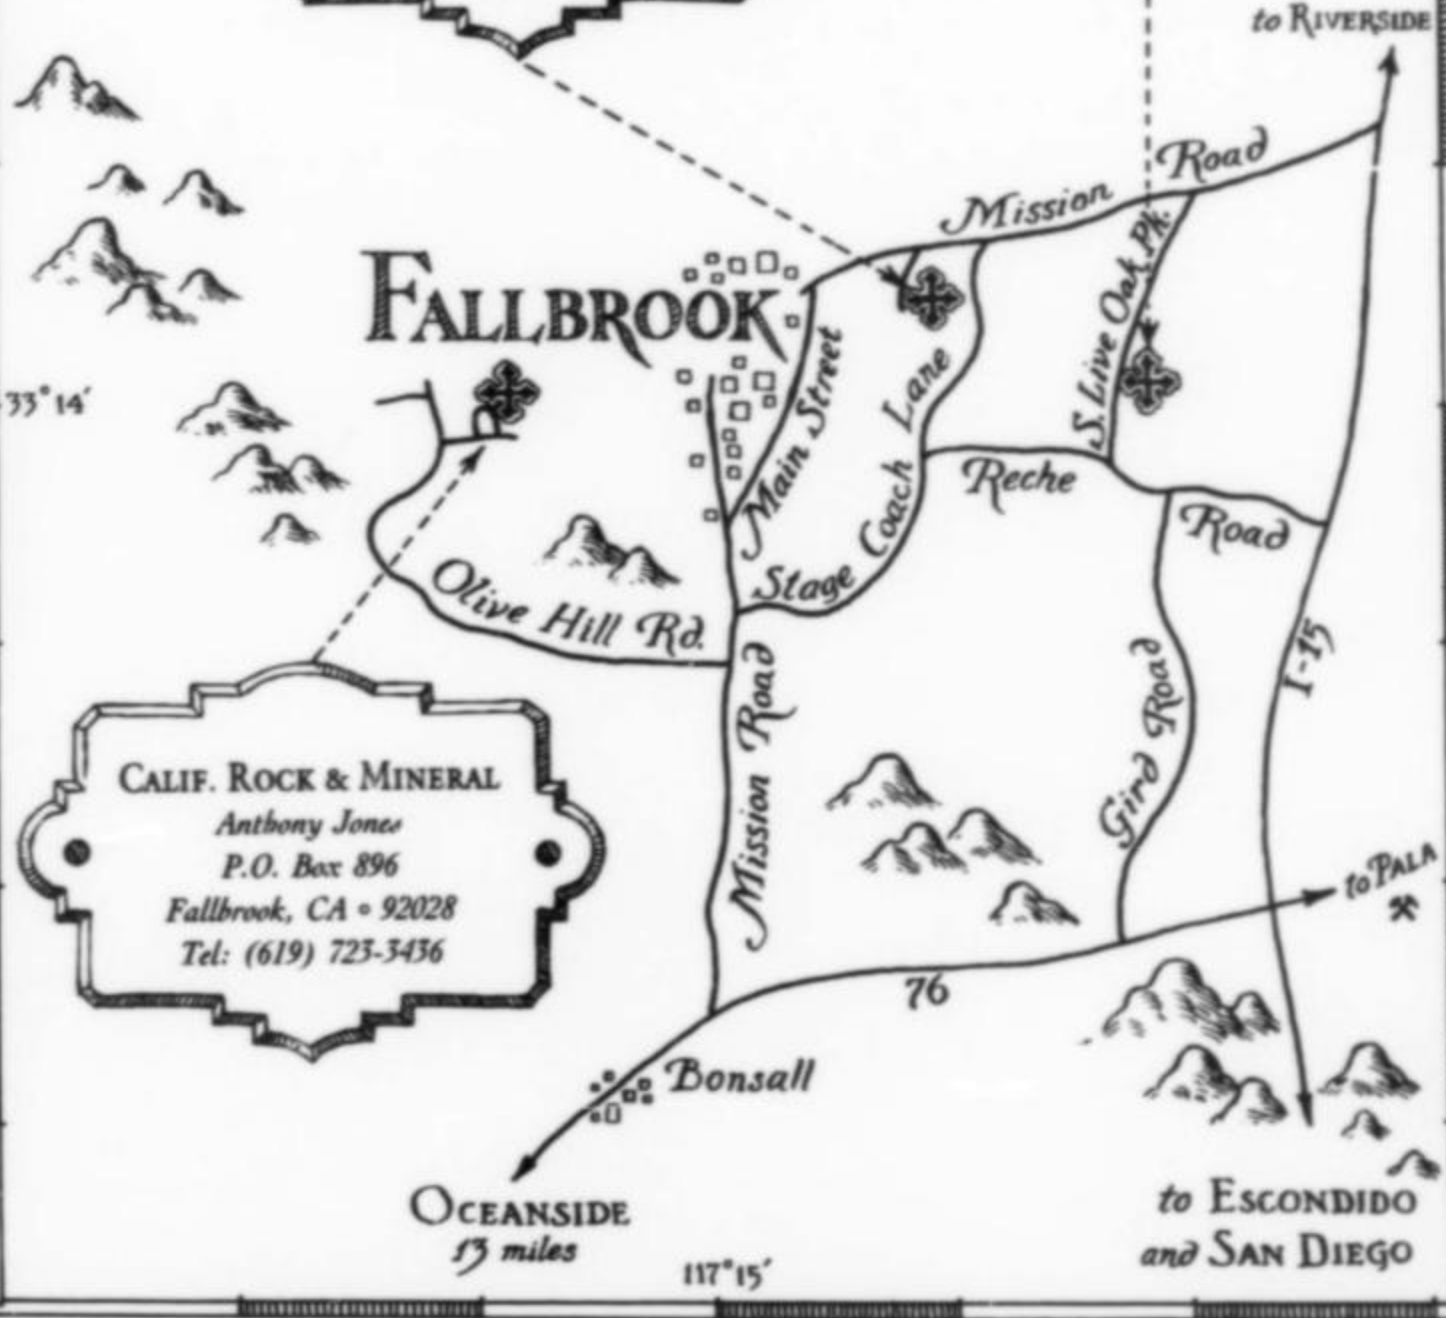 to RIVERSIDE
Mission Road
FALLBROOK
S. Live Oak Pk.
Main Street
Stage Coach Lane
33°14′
Reche Road
Olive Hill Rd.
I-15
Gird Road
Mission Road
CALIF. ROCK & MINERAL
Anthony Jones
P.O. Box 896
Fallbrook, CA • 92028
Tel: (619) 723-3436
to PALA
76
Bonsall
OCEANSIDE
13 miles
to ESCONDIDO
and SAN DIEGO
117°15′